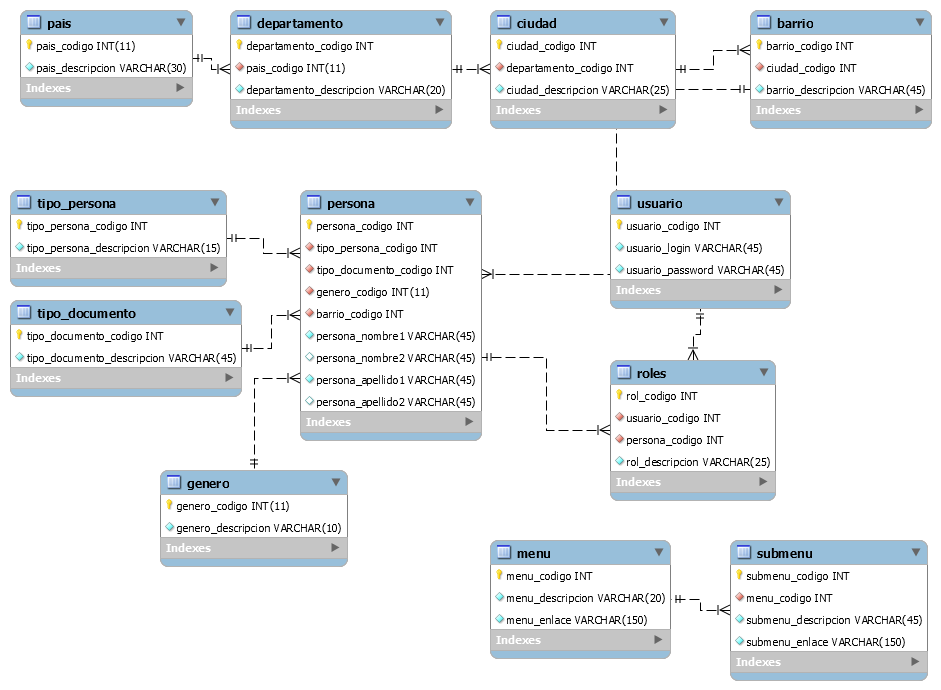 pais
pais_codigo INT(11)
pais_descripcion VARCHAR(30)
Indexes
departamento
departamento_codigo INT
pais_codigo INT(11)
departamento_descripcion VARCHAR(20)
Indexes
ciudad
ciudad_codigo INT
departamento_codigo INT
ciudad_descripcion VARCHAR(25)
Indexes
barrio
barrio_codigo INT
ciudad_codigo INT
barrio_descripcion VARCHAR(45)
Indexes
tipo_persona
tipo_persona_codigo INT
tipo_persona_descripcion VARCHAR(15)
Indexes
tipo_documento
tipo_documento_codigo INT
tipo_documento_descripcion VARCHAR(45)
Indexes
persona
persona_codigo INT
tipo_persona_codigo INT
tipo_documento_codigo INT
genero_codigo INT(11)
barrio_codigo INT
persona_nombre1 VARCHAR(45)
persona_nombre2 VARCHAR(45)
persona_apellido1 VARCHAR(45)
persona_apellido2 VARCHAR(45)
Indexes
usuario
usuario_codigo INT
usuario_login VARCHAR(45)
usuario_password VARCHAR(45)
Indexes
roles
rol_codigo INT
usuario_codigo INT
persona_codigo INT
rol_descripcion VARCHAR(25)
Indexes
genero
genero_codigo INT(11)
genero_descripcion VARCHAR(10)
Indexes
menu
menu_codigo INT
menu_descripcion VARCHAR(20)
menu_enlace VARCHAR(150)
Indexes
submenu
submenu_codigo INT
menu_codigo INT
submenu_descripcion VARCHAR(45)
submenu_enlace VARCHAR(150)
Indexes